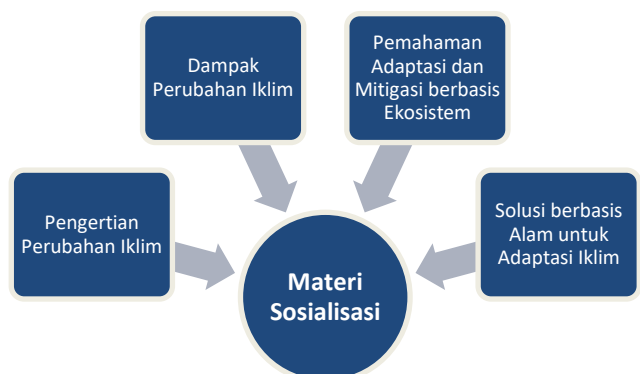 Pengertian
Perubahan Iklim
Dampak
Perubahan Iklim
Pemahaman
Adaptasi dan
Mitigasi berbasis
Ekosistem
Solusi berbasis
Alam untuk
Adaptasi Iklim
Materi
Sosialisasi